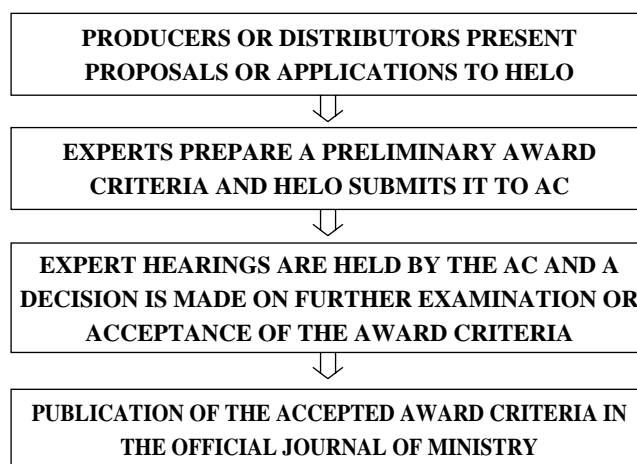 PRODUCERS OR DISTRIBUTORS PRESENT
PROPOSALS OR APPLICATIONS TO HELO
EXPERTS PREPARE A PRELIMINARY AWARD
CRITERIA AND HELO SUBMITS IT TO AC
EXPERT HEARINGS ARE HELD BY THE AC AND A
DECISION IS MADE ON FURTHER EXAMINATION OR
ACCEPTANCE OF THE AWARD CRITERIA
PUBLICATION OF THE ACCEPTED AWARD CRITERIA IN
THE OFFICIAL JOURNAL OF MINISTRY